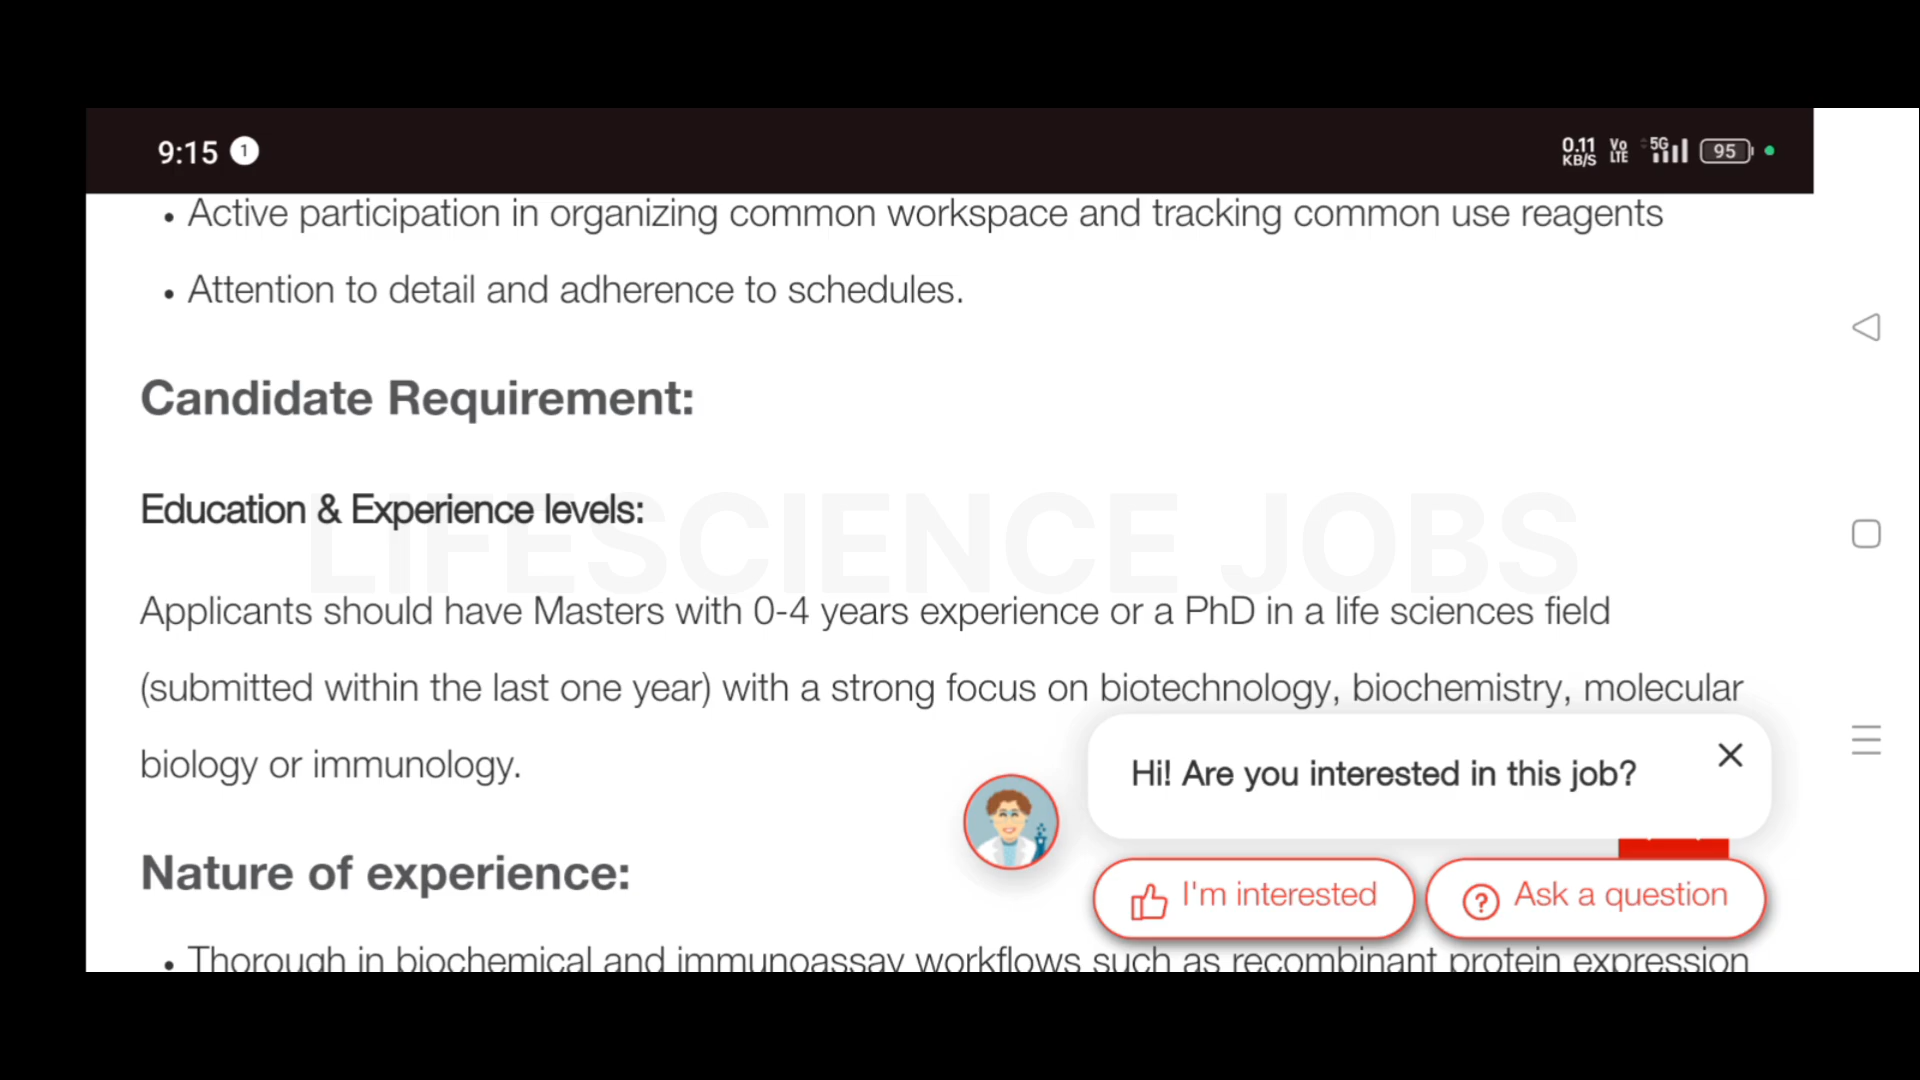 9:15 1
0.11 KB/S Vo LTE 5G 95
• Active participation in organizing common workspace and tracking common use reagents
• Attention to detail and adherence to schedules.
Candidate Requirement:
Education & Experience levels:
LIFESCIENCE JOBS
Applicants should have Masters with 0-4 years experience or a PhD in a life sciences field
(submitted within the last one year) with a strong focus on biotechnology, biochemistry, molecular
biology or immunology.
Hi! Are you interested in this job?
Nature of experience:
I'm interested
Ask a question
• Thorough in biochemical and immunoassay workflows such as recombinant protein expression